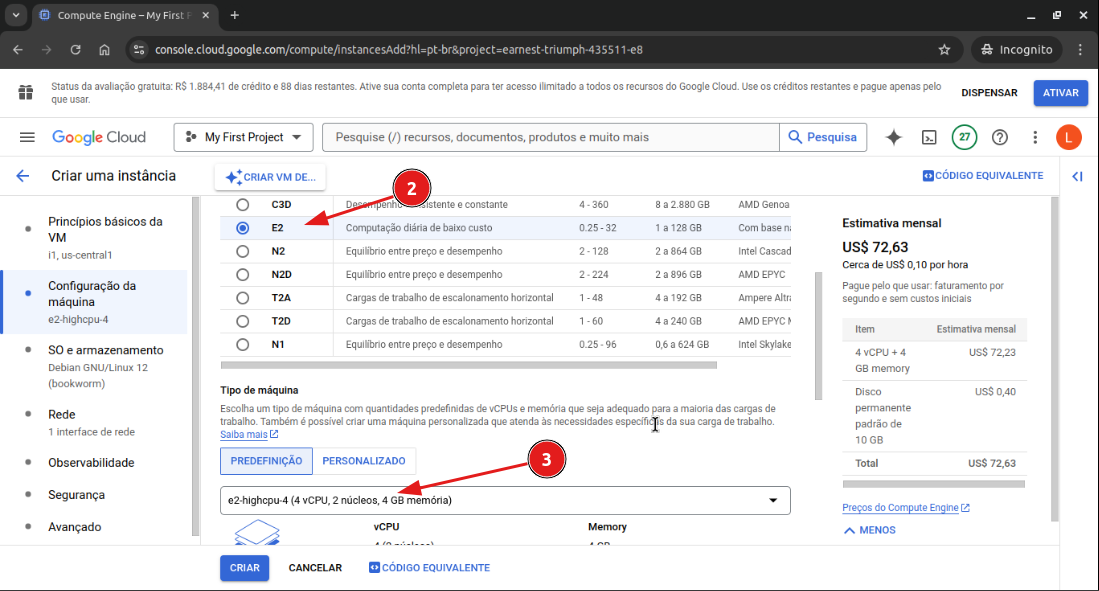 Compute Engine – My First P
console.cloud.google.com/compute/instancesAdd?hl=pt-br&project=earnest-triumph-435511-e8
Incognito
Status da avaliação gratuita: R$ 1.884,41 de crédito e 88 dias restantes. Ative sua conta completa para ter acesso ilimitado a todos os recursos do Google Cloud. Use os créditos restantes e pague apenas pelo
que usar.
DISPENSAR
ATIVAR
Google Cloud
My First Project
Pesquise (/) recursos, documentos, produtos e muito mais
Pesquisa
27
L
Criar uma instância
CRIAR VM DE...
CÓDIGO EQUIVALENTE
Princípios básicos da
VM
i1, us-central1
Configuração da
máquina
e2-highcpu-4
SO e armazenamento
Debian GNU/Linux 12
(bookworm)
Rede
1 interface de rede
Observabilidade
Segurança
Avançado
2
C3D Desempenho e constante 4 - 360 8 a 2.880 GB AMD Genoa
E2 Computação diária de baixo custo 0.25 - 32 1 a 128 GB Com base n
N2 Equilíbrio entre preço e desempenho 2 - 128 2 a 864 GB Intel Cascad
N2D Equilíbrio entre preço e desempenho 2 - 224 2 a 896 GB AMD EPYC
T2A Cargas de trabalho de escalonamento horizontal 1 - 48 4 a 192 GB Ampere Altr
T2D Cargas de trabalho de escalonamento horizontal 1 - 60 4 a 240 GB AMD EPYC M
N1 Equilíbrio entre preço e desempenho 0.25 - 96 0,6 a 624 GB Intel Skylake
Tipo de máquina
Escolha um tipo de máquina com quantidades predefinidas de vCPUs e memória que seja adequado para a maioria das cargas de
trabalho. Também é possível criar uma máquina personalizada que atenda às necessidades específicas da sua carga de trabalho.
Saiba mais
PREDEFINIÇÃO
PERSONALIZADO
3
e2-highcpu-4 (4 vCPU, 2 núcleos, 4 GB memória)
vCPU Memory
4 (2 núcleos) 4 GB
CRIAR
CANCELAR
CÓDIGO EQUIVALENTE
Estimativa mensal
US$ 72,63
Cerca de US$ 0,10 por hora
Pague pelo que usar: faturamento por
segundo e sem custos iniciais
Item Estimativa mensal
4 vCPU + 4 US$ 72,23
GB memory
Disco US$ 0,40
permanente
padrão de
10 GB
Total US$ 72,63
Preços do Compute Engine
MENOS